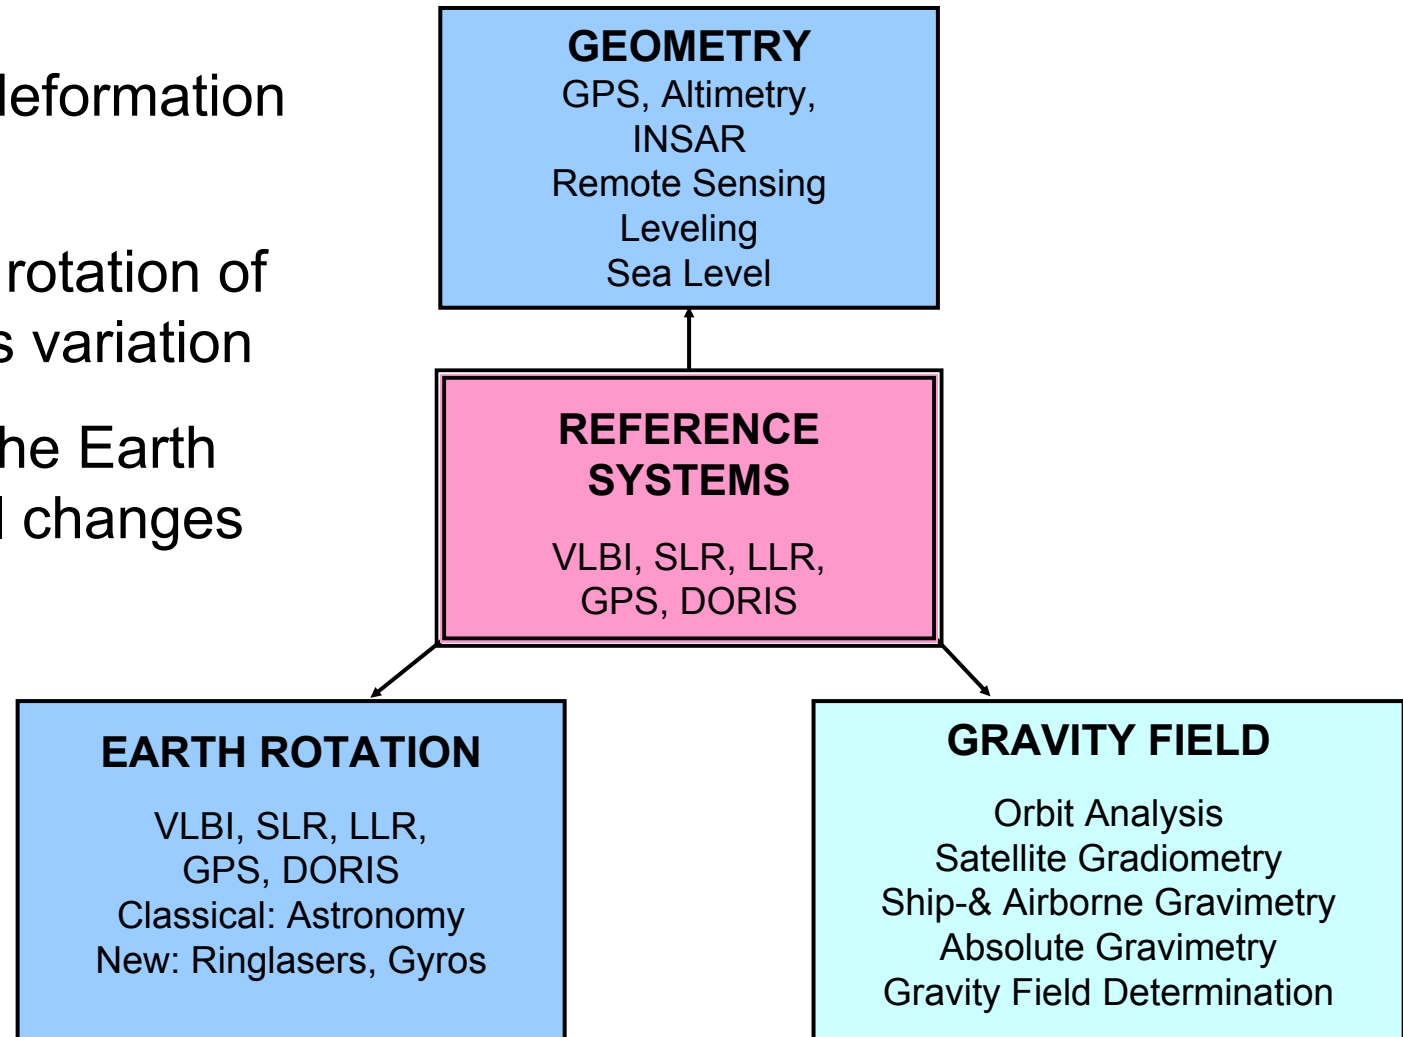 deformation
rotation of
s variation
he Earth
changes
GEOMETRY
GPS, Altimetry,
INSAR
Remote Sensing
Leveling
Sea Level
REFERENCE
SYSTEMS
VLBI, SLR, LLR,
GPS, DORIS
EARTH ROTATION
VLBI, SLR, LLR,
GPS, DORIS
Classical: Astronomy
New: Ringlasers, Gyros
GRAVITY FIELD
Orbit Analysis
Satellite Gradiometry
Ship-& Airborne Gravimetry
Absolute Gravimetry
Gravity Field Determination